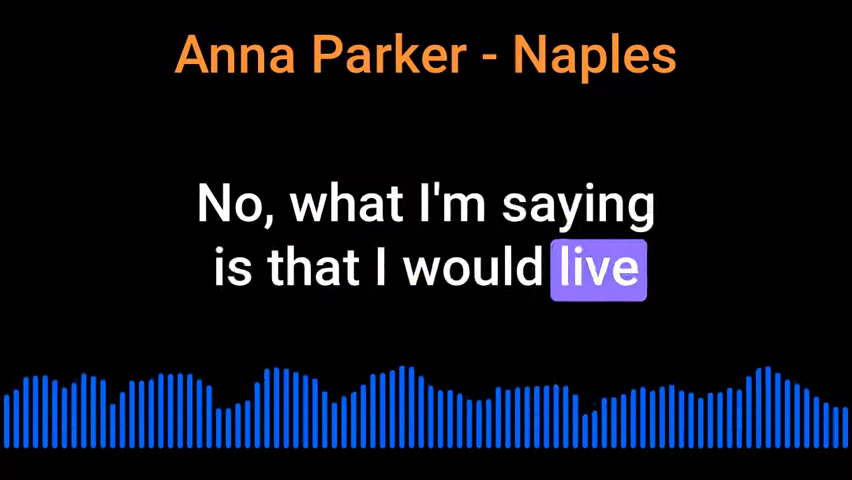 Anna Parker - Naples
No, what I'm saying
is that I would live